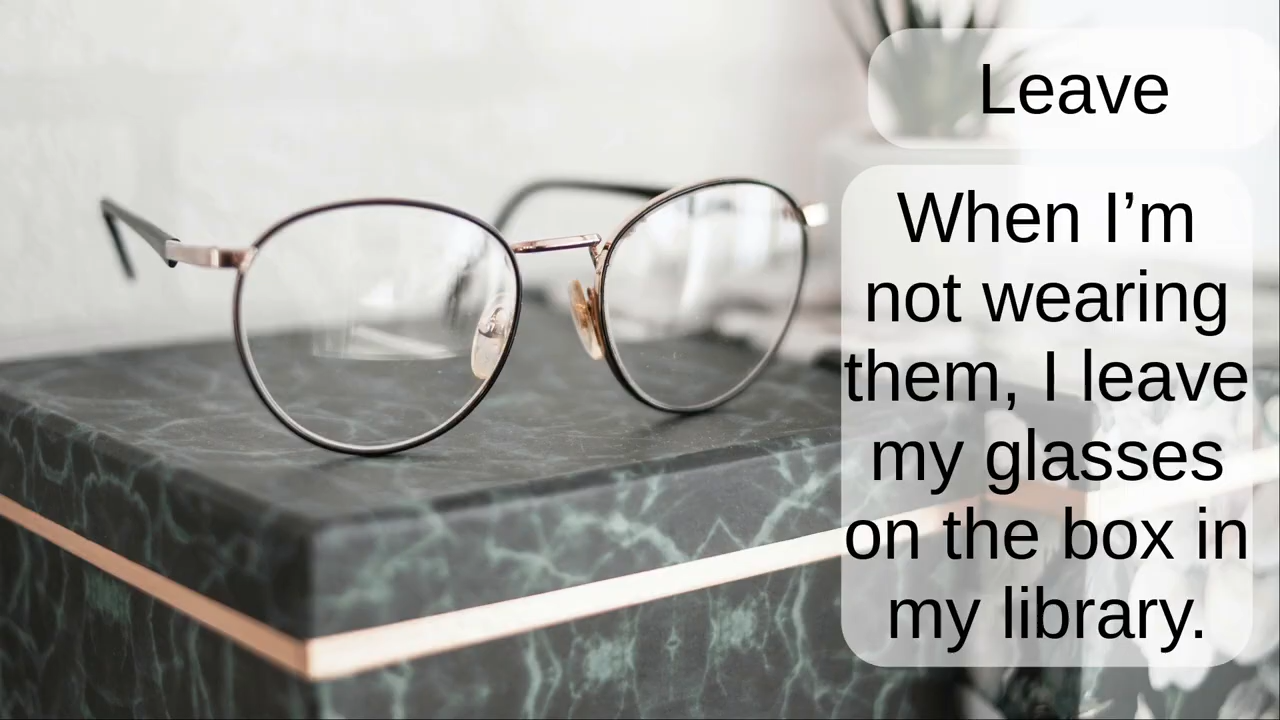 Leave
When I’m
not wearing
them, I leave
my glasses
on the box in
my library.